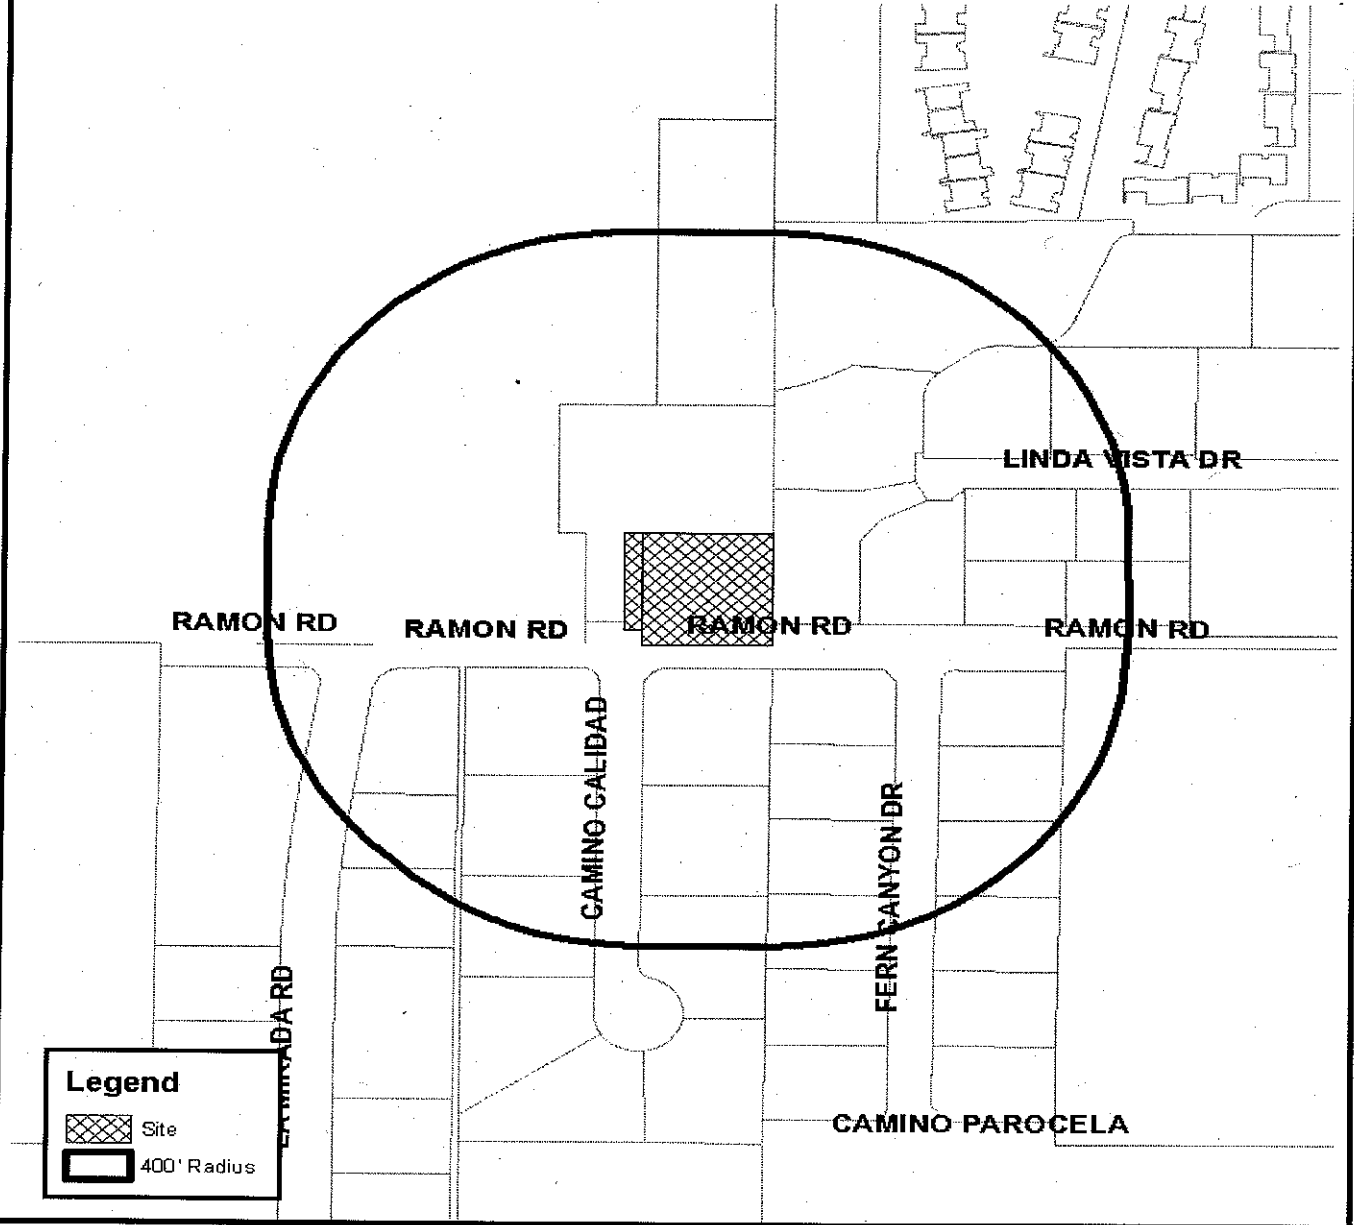 LINDA VISTA DR
RAMON RD
RAMON RD
RAMON RD
RAMON RD
CAMINO CALIDAD
FERN CANYON DR
LA MIRADA RD
CAMINO PAROCELA
Legend
Site
400' Radius